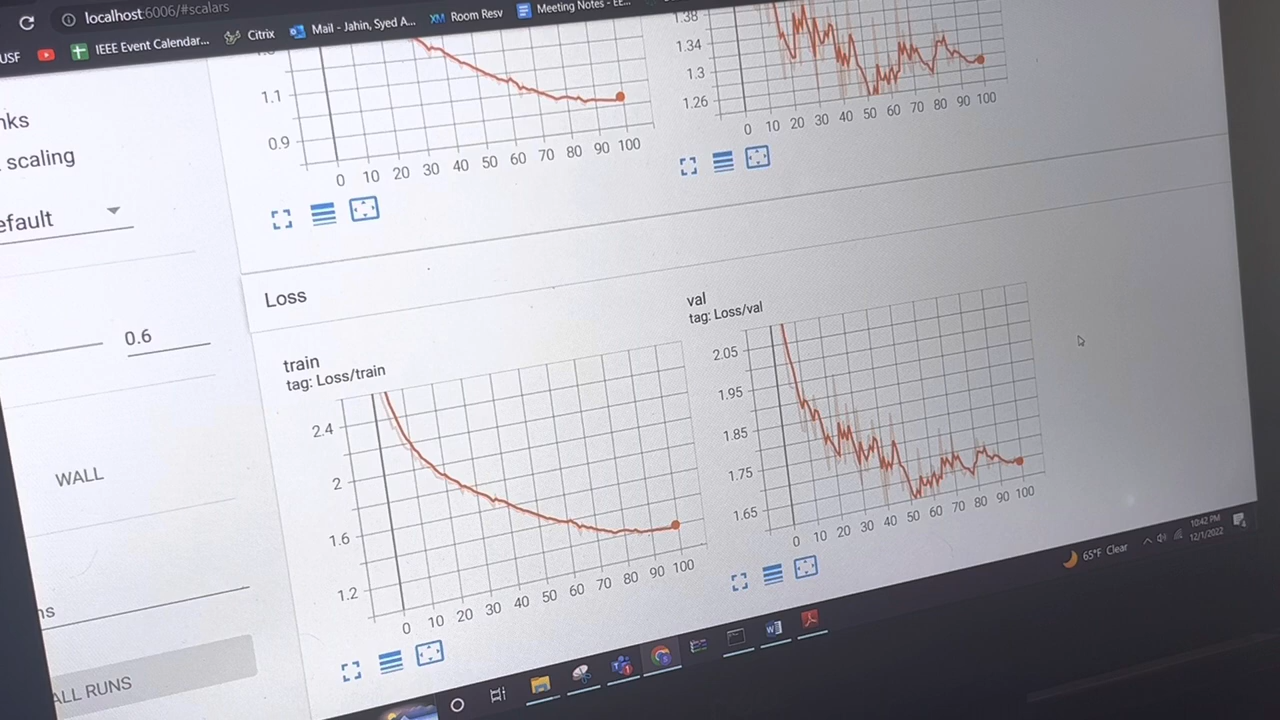 localhost:6006/#scalars
USF
IEEE Event Calendar...
Citrix
Mail - Jahin, Syed A...
XM Room Resv
Meeting Notes - EE...
nks
scaling
efault
0.6
WALL
ns
ALL RUNS
1.1
0.9
0 10 20 30 40 50 60 70 80 90 100
1.38
1.34
1.3
1.26
0 10 20 30 40 50 60 70 80 90 100
Loss
train
tag: Loss/train
2.4
2
1.6
1.2
0 10 20 30 40 50 60 70 80 90 100
val
tag: Loss/val
2.05
1.95
1.85
1.75
1.65
0 10 20 30 40 50 60 70 80 90 100
65°F Clear
10:42 PM
12/1/2022